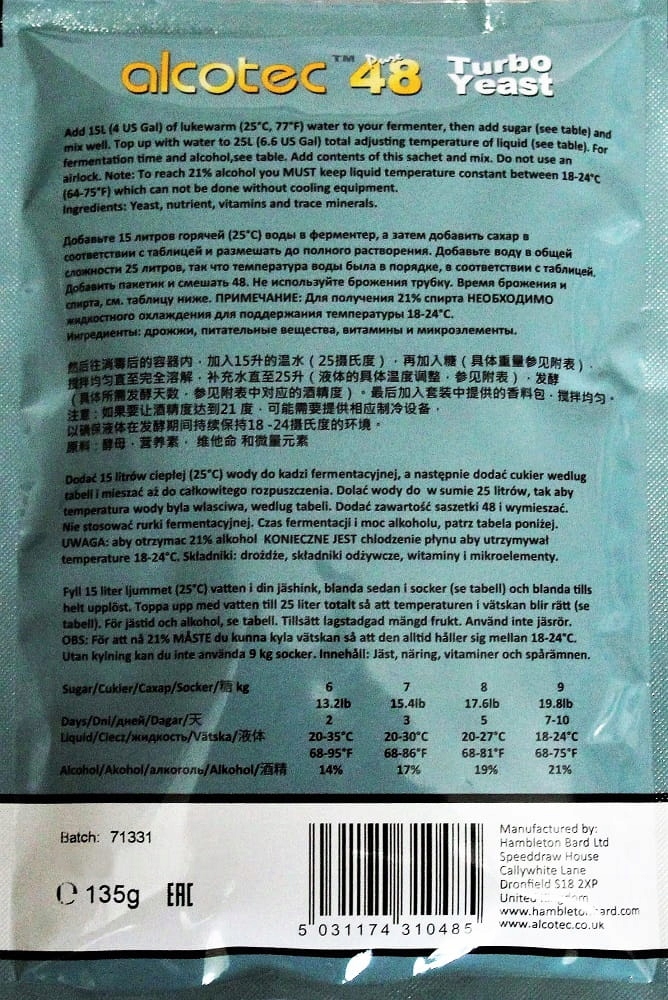 alcotec™ Pure 48 Turbo Yeast
Add 15L (4 US Gal) of lukewarm (25°C, 77°F) water to your fermenter, then add sugar (see table) and
mix well. Top up with water to 25L (6.6 US Gal) total adjusting temperature of liquid (see table). For
fermentation time and alcohol,see table. Add contents of this sachet and mix. Do not use an
airlock. Note: To reach 21% alcohol you MUST keep liquid temperature constant between 18-24°C
(64-75°F) which can not be done without cooling equipment.
Ingredients: Yeast, nutrient, vitamins and trace minerals.
Добавьте 15 литров горячей (25°C) воды в ферментер, а затем добавить сахар в
соответствии с таблицей и размешать до полного растворения. Добавьте воду в общей
сложности 25 литров, так что температура воды была в порядке, в соответствии с таблицей.
Добавить пакетик и смешать 48. Не используйте брожения трубку. Время брожения и
спирта, см. таблицу ниже. ПРИМЕЧАНИЕ: Для получения 21% спирта НЕОБХОДИМО
жидкостного охлаждения для поддержания температуры 18-24°C.
Ингредиенты: дрожжи, питательные вещества, витамины и микроэлементы.
然后往消毒后的容器内，加入15升的温水（25摄氏度），再加入糖（具体重量参见附表），
搅拌均匀直至完全溶解，补充水直至25升（液体的具体温度调整，参见附表），发酵
（具体所需发酵天数，参见附表中对应的酒精度）。最后加入套装中提供的香料包，搅拌均匀。
注意：如果要让酒精度达到21 度，可能需要提供相应制冷设备，
以确保液体在发酵期间持续保持18 -24摄氏度的环境。
原料：酵母，营养素， 维他命 和微量元素
Dodać 15 litrów ciepłej (25°C) wody do kadzi fermentacyjnej, a następnie dodać cukier według
tabeli i mieszać aż do całkowitego rozpuszczenia. Dolać wody do w sumie 25 litrów, tak aby
temperatura wody byla wlasciwa, według tabeli. Dodać zawartość saszetki 48 i wymieszać.
Nie stosować rurki fermentacyjnej. Czas fermentacji i moc alkoholu, patrz tabela poniżej.
UWAGA: aby otrzymac 21% alkohol KONIECZNE JEST chlodzenie płynu aby utrzymywał
temperature 18-24°C. Składniki: drożdże, składniki odżywcze, witaminy i mikroelementy.
Fyll 15 liter ljummet (25°C) vatten i din jäshink, blanda sedan i socker (se tabell) och blanda tills
helt upplöst. Toppa upp med vatten till 25 liter totalt så att temperaturen i vätskan blir rätt (se
tabell). För jästid och alkohol, se tabell. Tillsätt lagstadgad mängd frukt. Använd inte jäsrör.
OBS: För att nå 21% MÅSTE du kunna kyla vätskan så att den alltid håller sig mellan 18-24°C.
Utan kylning kan du inte använda 9 kg socker. Innehåll: Jäst, näring, vitaminer och spårämnen.
Sugar/Cukier/Сахар/Socker/糖 kg 6 7 8 9
13.2lb 15.4lb 17.6lb 19.8lb
Days/Dni/дней/Dagar/天 2 3 5 7-10
Liquid/Ciecz/жидкость/Vätska/液体 20-35°C 20-30°C 20-27°C 18-24°C
68-95°F 68-86°F 68-81°F 68-75°F
Alcohol/Akohol/алкоголь/Alkohol/酒精 14% 17% 19% 21%
Batch: 71331
℮ 135g EAC
5 031174 310485
Manufactured by:
Hambleton Bard Ltd
Speeddraw House
Callywhite Lane
Dronfield S18 2XP
United Kingdom
www.hambletonbard.com
www.alcotec.co.uk